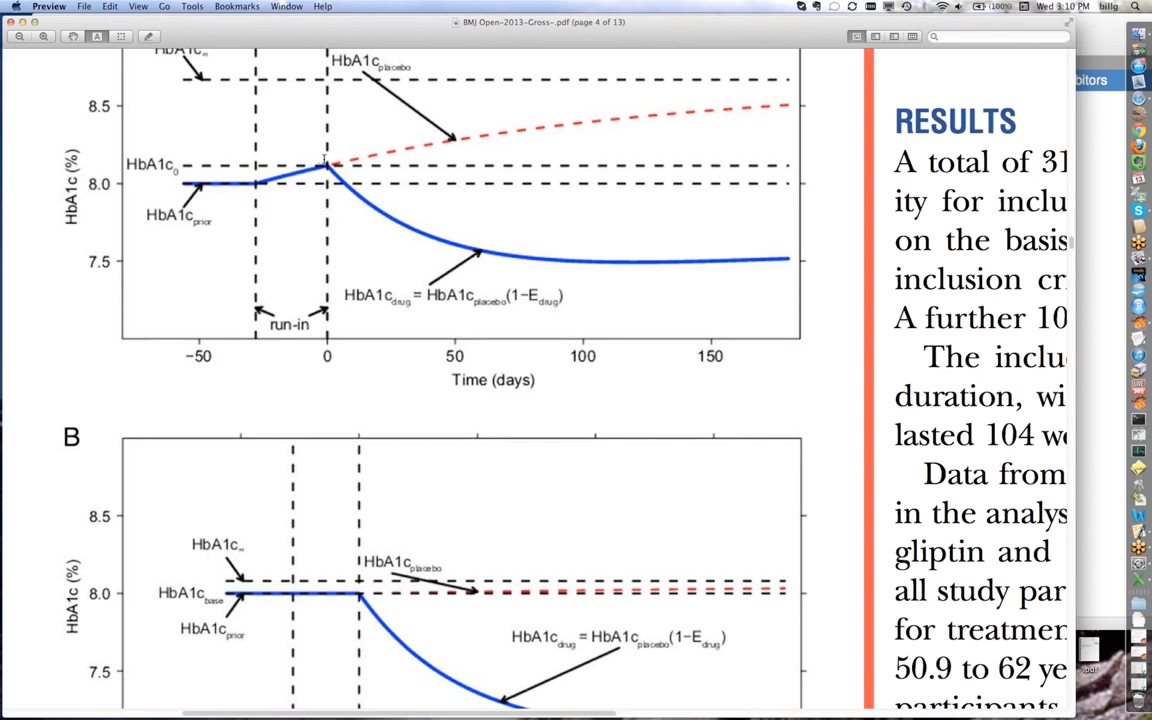 Preview File Edit View Go Tools Bookmarks Window Help (100%) Wed 3:10 PM billg
BMJ Open-2013-Gross-.pdf (page 4 of 13)
HbA1c∞
HbA1cplacebo
8.5
HbA1c0
8.0
HbA1cprior
7.5
HbA1c (%)
HbA1cdrug = HbA1cplacebo(1−Edrug)
run-in
−50 0 50 100 150
Time (days)
B
8.5
HbA1c∞
HbA1cplacebo
HbA1cbase
8.0
HbA1cprior
HbA1c (%)
HbA1cdrug = HbA1cplacebo(1−Edrug)
7.5
RESULTS
A total of 31
ity for inclu
on the basis
inclusion cr
A further 10
The inclu
duration, wi
lasted 104 we
Data from
in the analys
gliptin and
all study par
for treatmen
50.9 to 62 ye
participants
bitors
.pdf